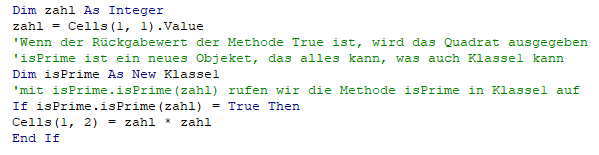 Dim zahl As Integer
zahl = Cells(1, 1).Value
'Wenn der Rückgabewert der Methode True ist, wird das Quadrat ausgegeben
'isPrime ist ein neues Objeket, das alles kann, was auch Klasse1 kann
Dim isPrime As New Klasse1
'mit isPrime.isPrime(zahl) rufen wir die Methode isPrime in Klasse1 auf
If isPrime.isPrime(zahl) = True Then
Cells(1, 2) = zahl * zahl
End If